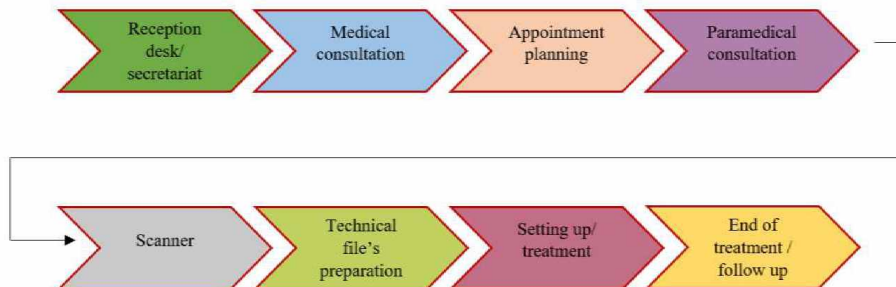 Reception
desk/
secretariat
Medical
consultation
Appointment
planning
Paramedical
consultation
Scanner
Technical
file's
preparation
Setting up/
treatment
End of
treatment /
follow up